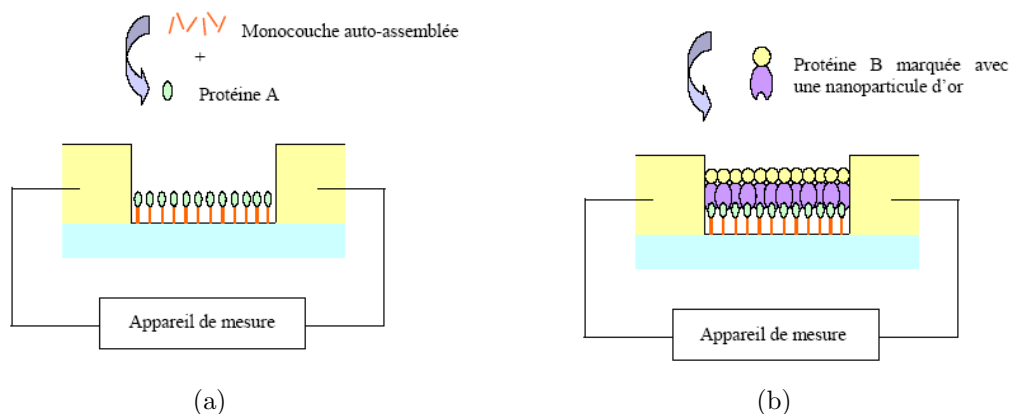 Monocouche auto-assemblée
+
Protéine A
Appareil de mesure
(a)
Protéine B marquée avec
une nanoparticule d'or
Appareil de mesure
(b)